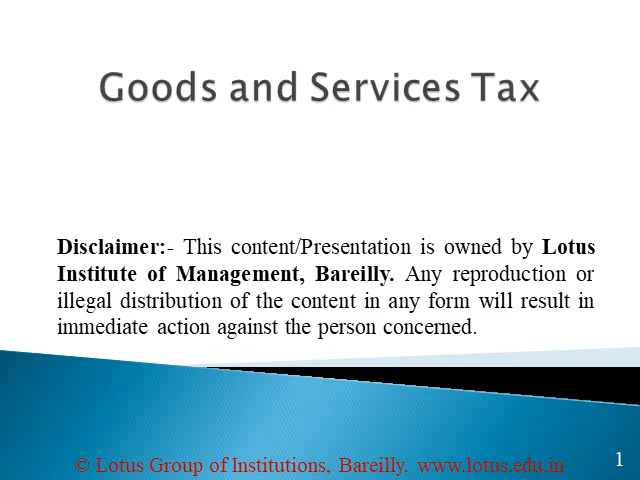 Goods and Services Tax
Disclaimer:- This content/Presentation is owned by Lotus
Institute of Management, Bareilly. Any reproduction or
illegal distribution of the content in any form will result in
immediate action against the person concerned.
© Lotus Group of Institutions, Bareilly. www.lotus.edu.in
1